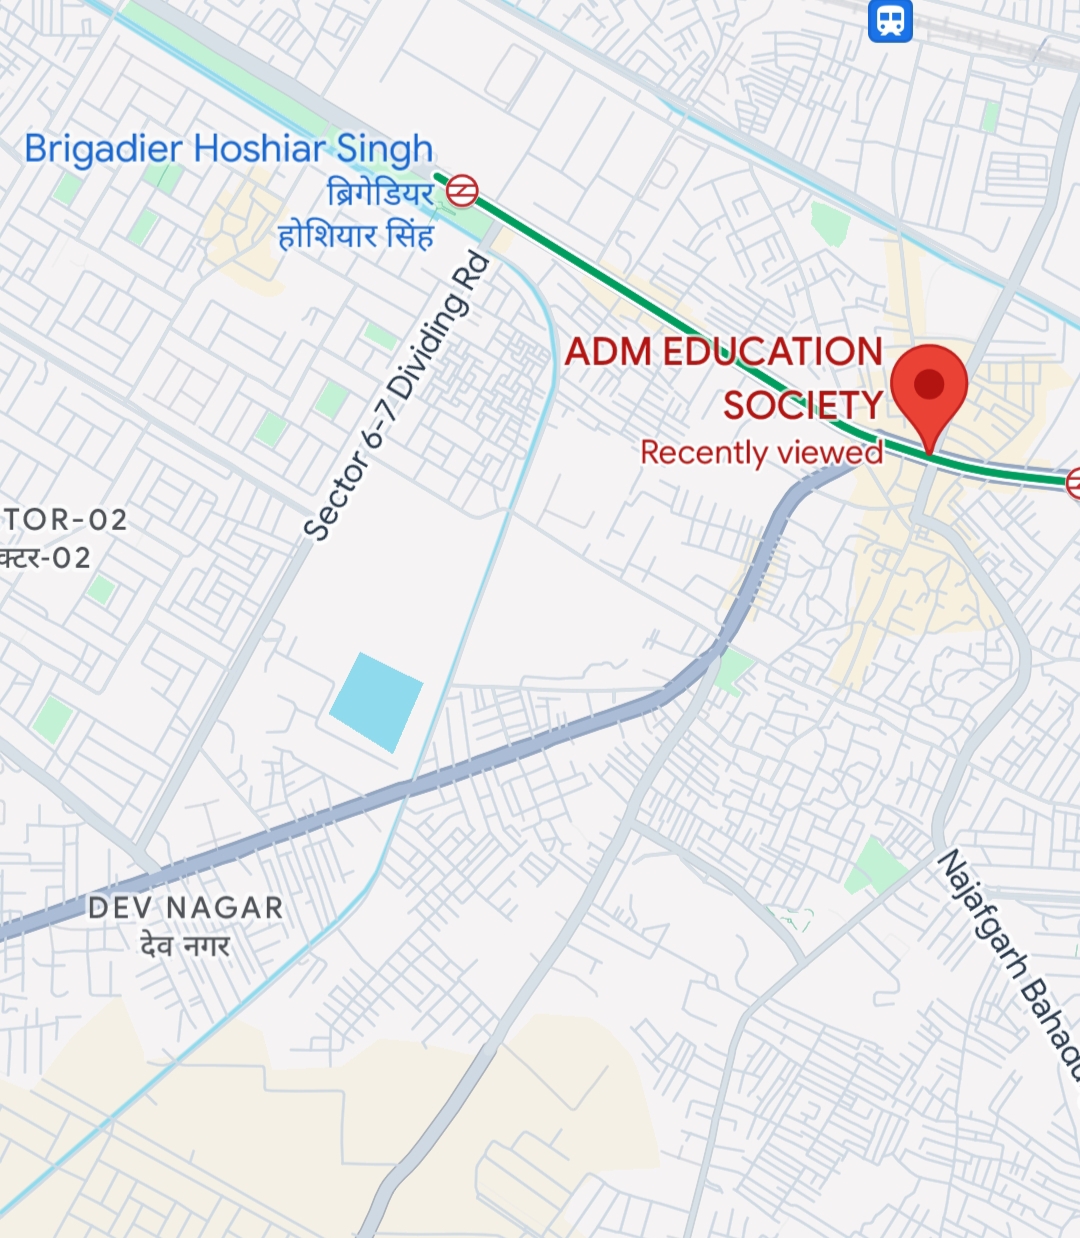 Brigadier Hoshiar Singh
ब्रिगेडियर
होशियार सिंह
Sector 6-7 Dividing Rd
ADM EDUCATION
SOCIETY
Recently viewed
TOR-02
क्टर-02
DEV NAGAR
देव नगर
Najafgarh Bahadu